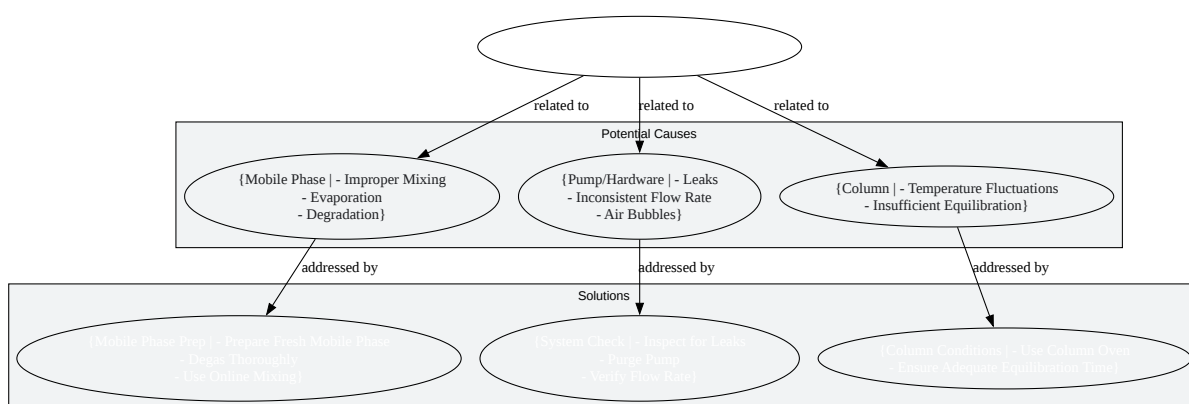 related to
related to
related to
Potential Causes
{Mobile Phase | - Improper Mixing
- Evaporation
- Degradation}
{Pump/Hardware | - Leaks
- Inconsistent Flow Rate
- Air Bubbles}
{Column | - Temperature Fluctuations
- Insufficient Equilibration}
addressed by
addressed by
addressed by
Solutions
{Mobile Phase Prep | - Prepare Fresh Mobile Phase
- Degas Thoroughly
- Use Online Mixing}
{System Check | - Inspect for Leaks
- Purge Pump
- Verify Flow Rate}
{Column Conditions | - Use Column Oven
- Ensure Adequate Equilibration Time}